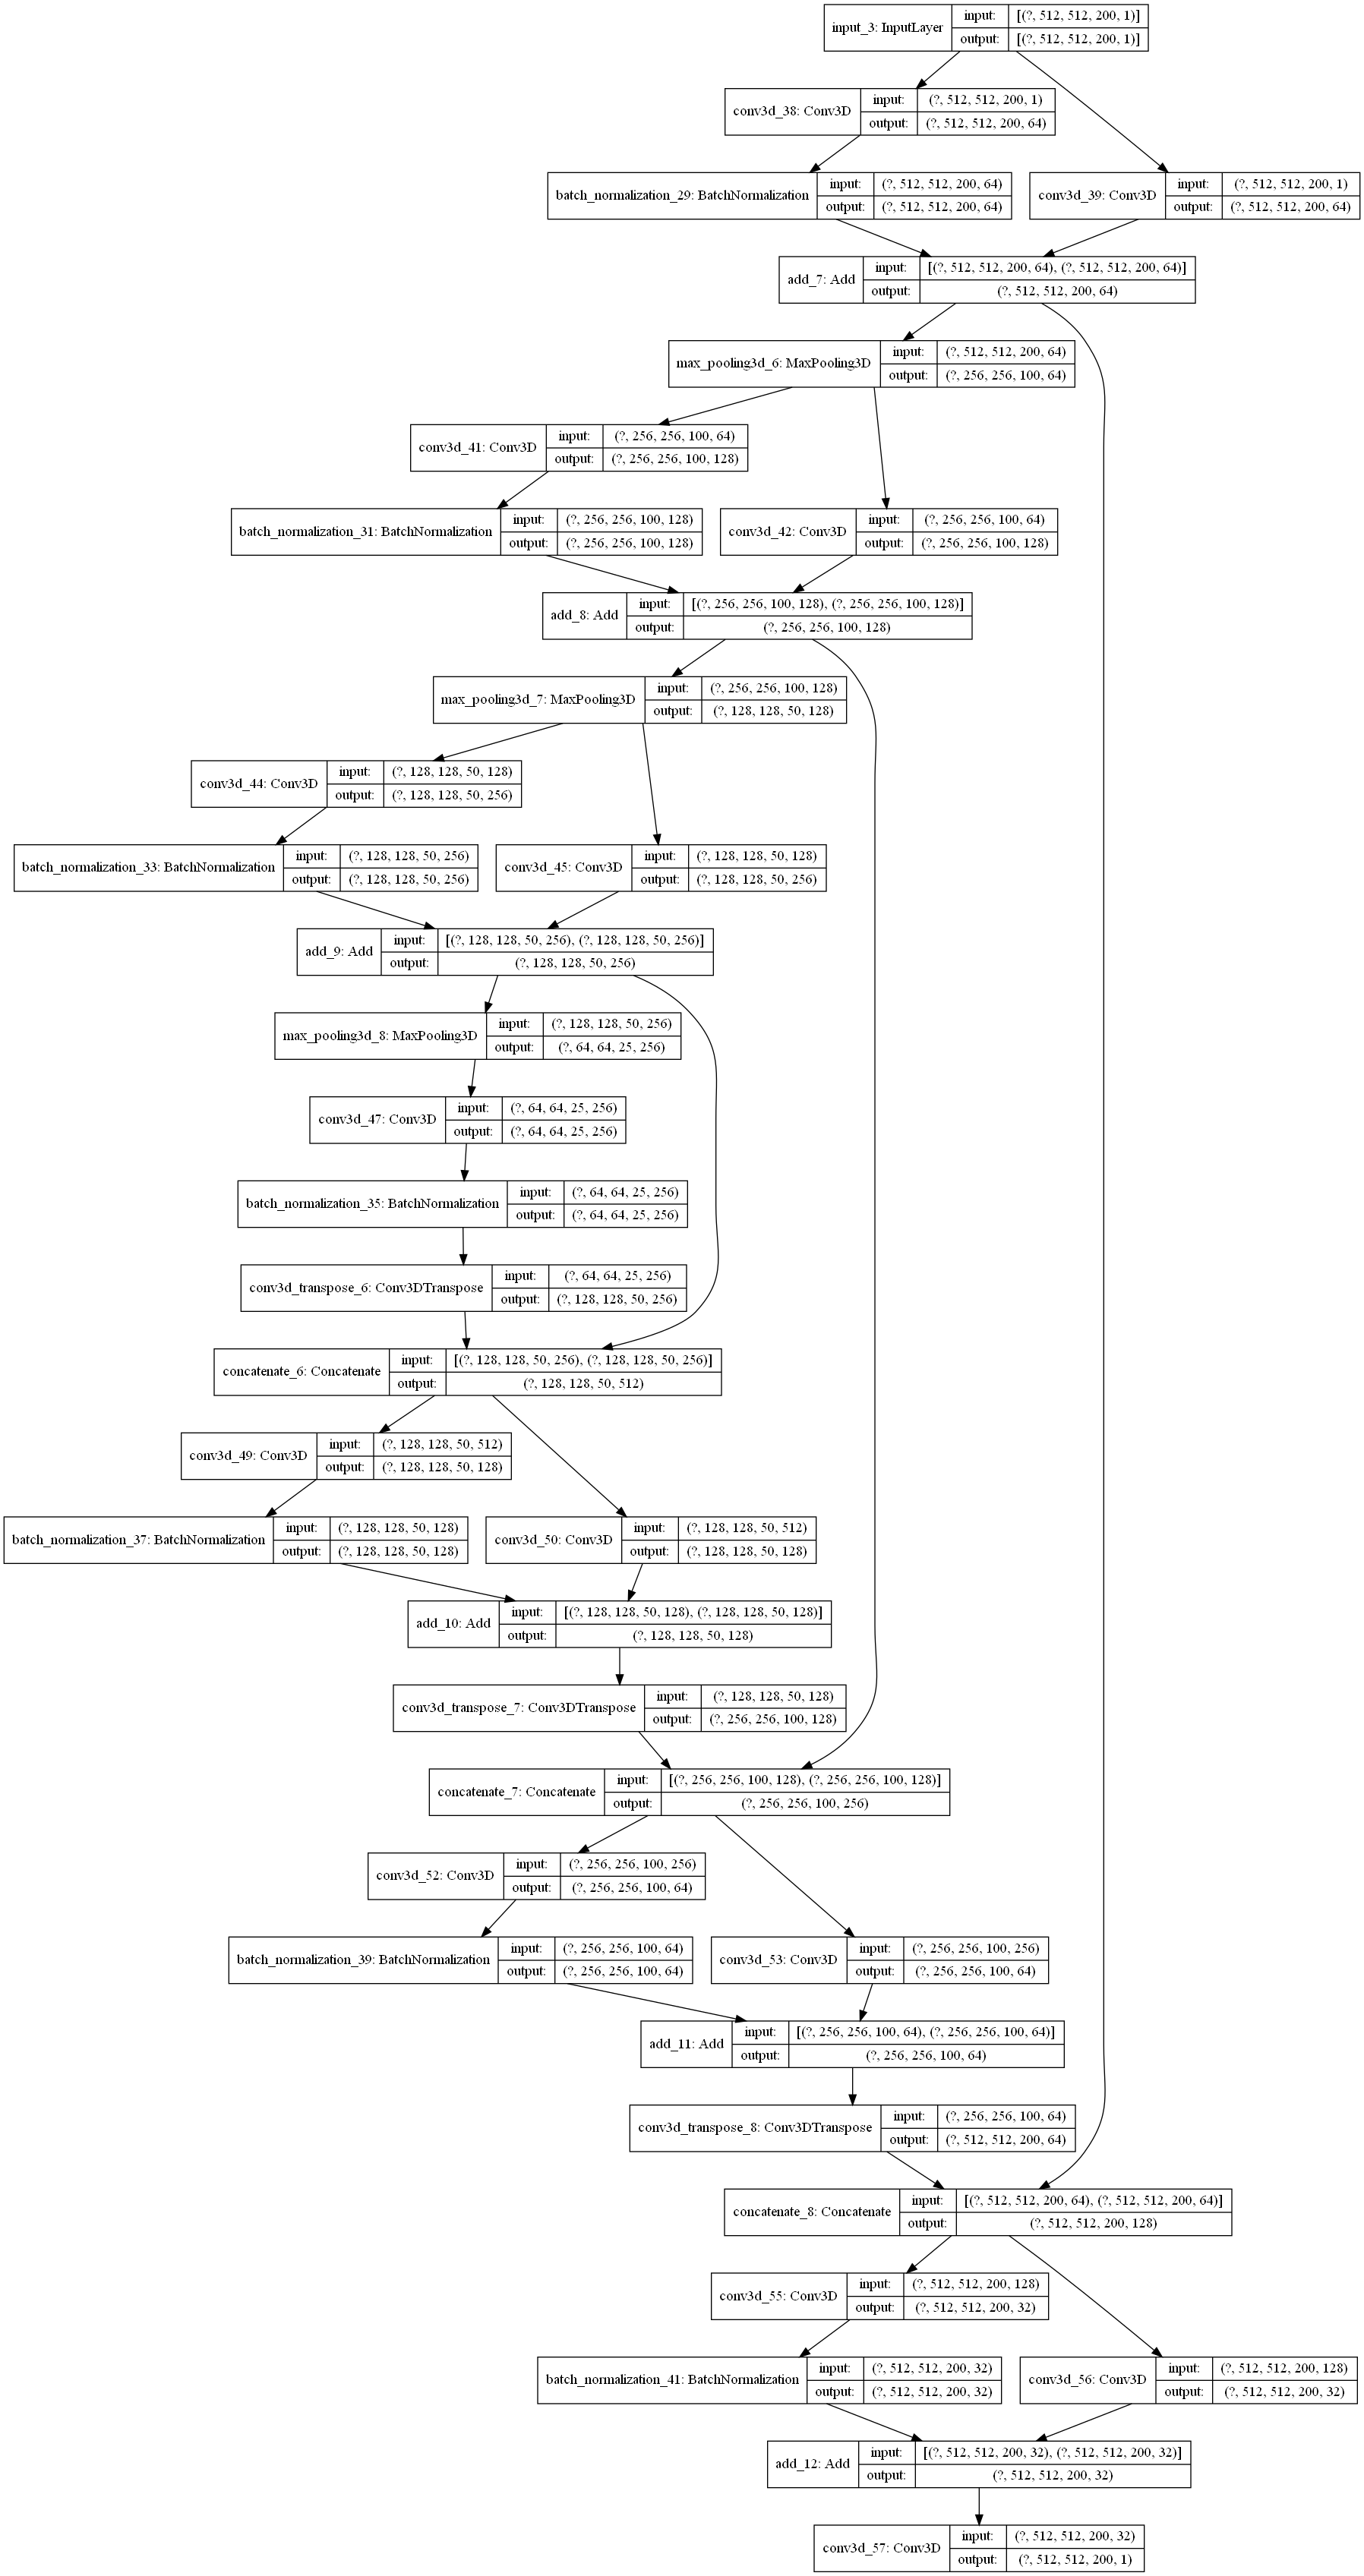 input_3: InputLayer
input: [(?, 512, 512, 200, 1)]
output: [(?, 512, 512, 200, 1)]
conv3d_38: Conv3D
input: (?, 512, 512, 200, 1)
output: (?, 512, 512, 200, 64)
batch_normalization_29: BatchNormalization
input: (?, 512, 512, 200, 64)
output: (?, 512, 512, 200, 64)
conv3d_39: Conv3D
input: (?, 512, 512, 200, 1)
output: (?, 512, 512, 200, 64)
add_7: Add
input: [(?, 512, 512, 200, 64), (?, 512, 512, 200, 64)]
output: (?, 512, 512, 200, 64)
max_pooling3d_6: MaxPooling3D
input: (?, 512, 512, 200, 64)
output: (?, 256, 256, 100, 64)
conv3d_41: Conv3D
input: (?, 256, 256, 100, 64)
output: (?, 256, 256, 100, 128)
batch_normalization_31: BatchNormalization
input: (?, 256, 256, 100, 128)
output: (?, 256, 256, 100, 128)
conv3d_42: Conv3D
input: (?, 256, 256, 100, 64)
output: (?, 256, 256, 100, 128)
add_8: Add
input: [(?, 256, 256, 100, 128), (?, 256, 256, 100, 128)]
output: (?, 256, 256, 100, 128)
max_pooling3d_7: MaxPooling3D
input: (?, 256, 256, 100, 128)
output: (?, 128, 128, 50, 128)
conv3d_44: Conv3D
input: (?, 128, 128, 50, 128)
output: (?, 128, 128, 50, 256)
batch_normalization_33: BatchNormalization
input: (?, 128, 128, 50, 256)
output: (?, 128, 128, 50, 256)
conv3d_45: Conv3D
input: (?, 128, 128, 50, 128)
output: (?, 128, 128, 50, 256)
add_9: Add
input: [(?, 128, 128, 50, 256), (?, 128, 128, 50, 256)]
output: (?, 128, 128, 50, 256)
max_pooling3d_8: MaxPooling3D
input: (?, 128, 128, 50, 256)
output: (?, 64, 64, 25, 256)
conv3d_47: Conv3D
input: (?, 64, 64, 25, 256)
output: (?, 64, 64, 25, 256)
batch_normalization_35: BatchNormalization
input: (?, 64, 64, 25, 256)
output: (?, 64, 64, 25, 256)
conv3d_transpose_6: Conv3DTranspose
input: (?, 64, 64, 25, 256)
output: (?, 128, 128, 50, 256)
concatenate_6: Concatenate
input: [(?, 128, 128, 50, 256), (?, 128, 128, 50, 256)]
output: (?, 128, 128, 50, 512)
conv3d_49: Conv3D
input: (?, 128, 128, 50, 512)
output: (?, 128, 128, 50, 128)
batch_normalization_37: BatchNormalization
input: (?, 128, 128, 50, 128)
output: (?, 128, 128, 50, 128)
conv3d_50: Conv3D
input: (?, 128, 128, 50, 512)
output: (?, 128, 128, 50, 128)
add_10: Add
input: [(?, 128, 128, 50, 128), (?, 128, 128, 50, 128)]
output: (?, 128, 128, 50, 128)
conv3d_transpose_7: Conv3DTranspose
input: (?, 128, 128, 50, 128)
output: (?, 256, 256, 100, 128)
concatenate_7: Concatenate
input: [(?, 256, 256, 100, 128), (?, 256, 256, 100, 128)]
output: (?, 256, 256, 100, 256)
conv3d_52: Conv3D
input: (?, 256, 256, 100, 256)
output: (?, 256, 256, 100, 64)
batch_normalization_39: BatchNormalization
input: (?, 256, 256, 100, 64)
output: (?, 256, 256, 100, 64)
conv3d_53: Conv3D
input: (?, 256, 256, 100, 256)
output: (?, 256, 256, 100, 64)
add_11: Add
input: [(?, 256, 256, 100, 64), (?, 256, 256, 100, 64)]
output: (?, 256, 256, 100, 64)
conv3d_transpose_8: Conv3DTranspose
input: (?, 256, 256, 100, 64)
output: (?, 512, 512, 200, 64)
concatenate_8: Concatenate
input: [(?, 512, 512, 200, 64), (?, 512, 512, 200, 64)]
output: (?, 512, 512, 200, 128)
conv3d_55: Conv3D
input: (?, 512, 512, 200, 128)
output: (?, 512, 512, 200, 32)
batch_normalization_41: BatchNormalization
input: (?, 512, 512, 200, 32)
output: (?, 512, 512, 200, 32)
conv3d_56: Conv3D
input: (?, 512, 512, 200, 128)
output: (?, 512, 512, 200, 32)
add_12: Add
input: [(?, 512, 512, 200, 32), (?, 512, 512, 200, 32)]
output: (?, 512, 512, 200, 32)
conv3d_57: Conv3D
input: (?, 512, 512, 200, 32)
output: (?, 512, 512, 200, 1)